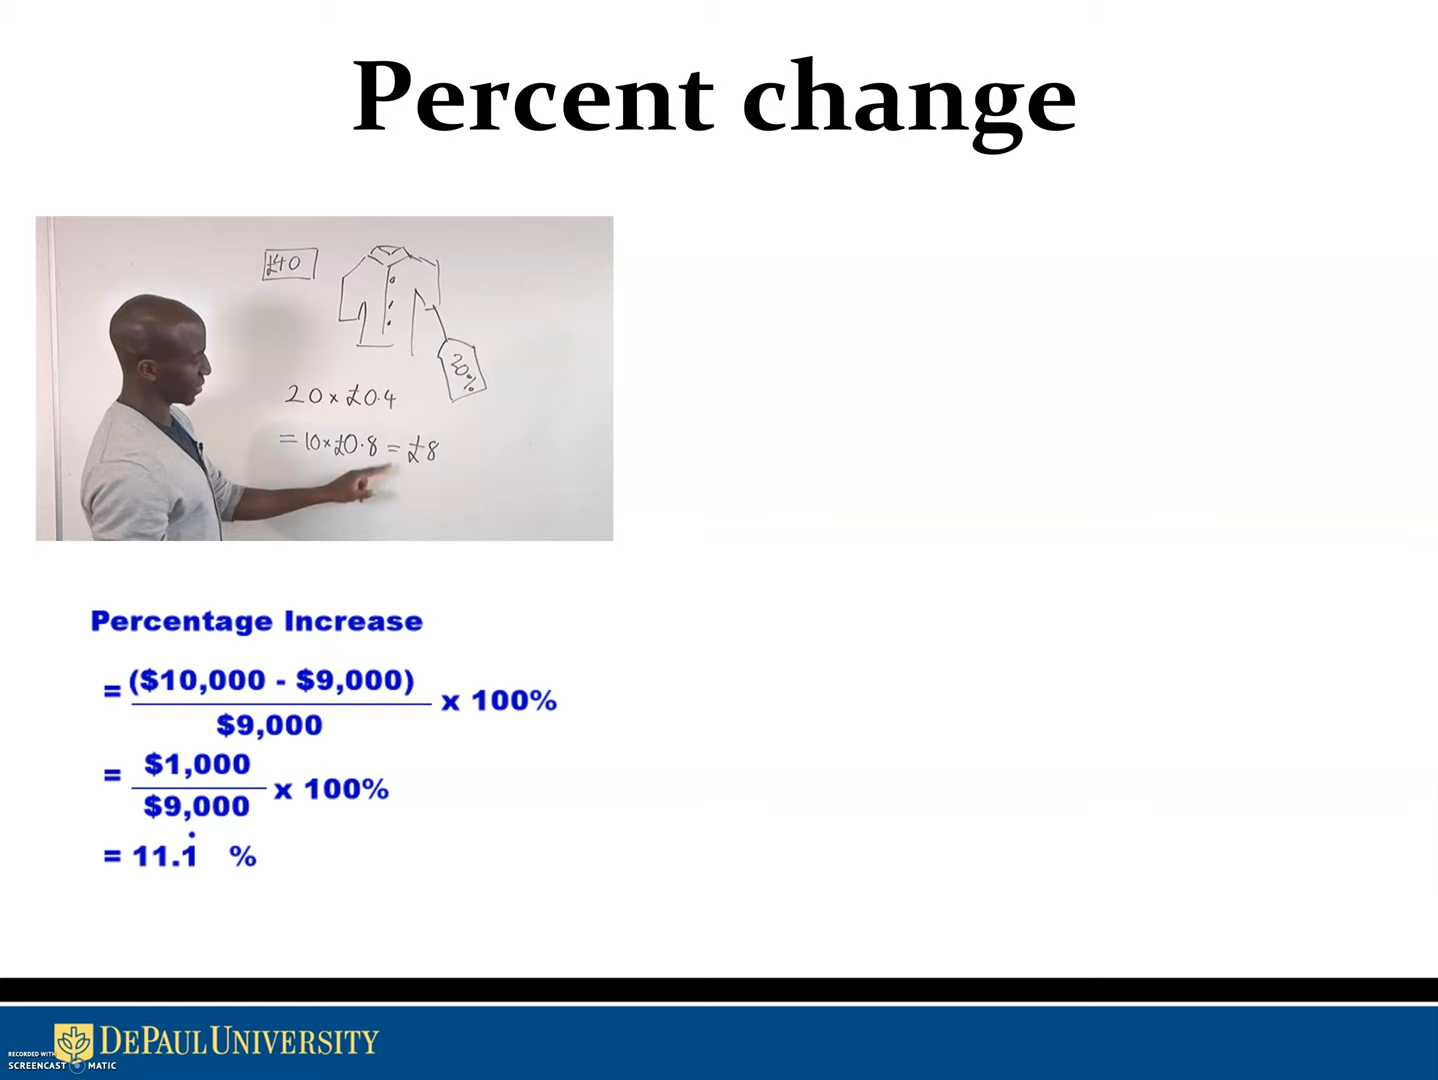 Percent change
£40
20%
20 x £0.4
= 10 x £0.8 = £8
Percentage Increase
= ($10,000 - $9,000) x 100%
$9,000
= $1,000 x 100%
$9,000
= 11.1̇ %
DEPAUL UNIVERSITY
RECORDED WITH
SCREENCAST MATIC